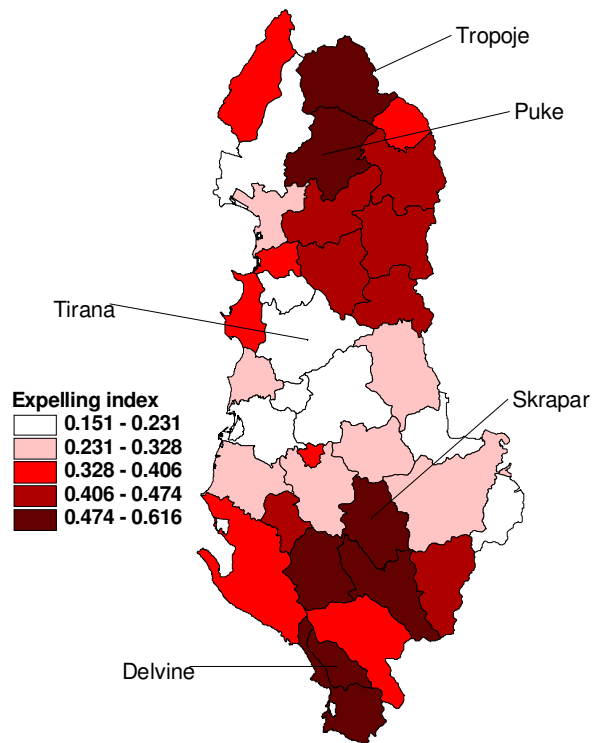 Tropoje
Puke
Tirana
Skrapar
Expelling index
0.151 - 0.231
0.231 - 0.328
0.328 - 0.406
0.406 - 0.474
0.474 - 0.616
Delvine